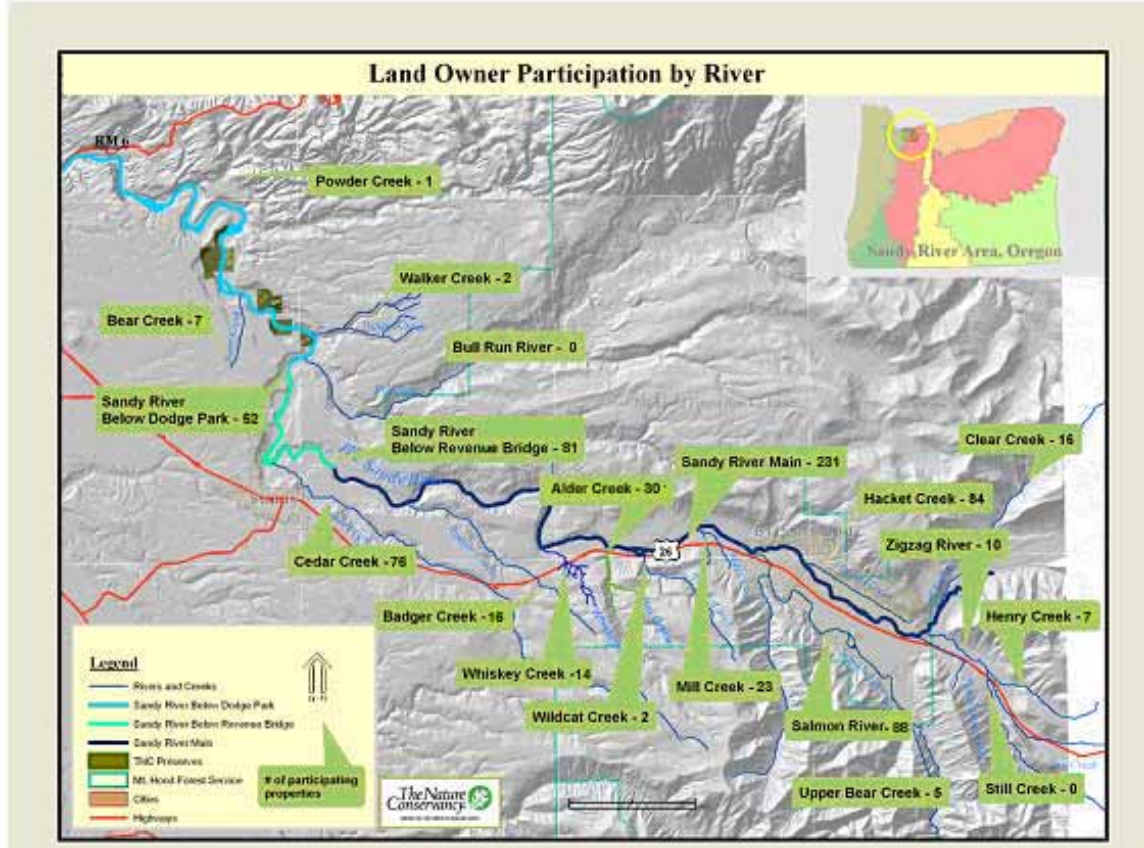 Land Owner Participation by River
RM 6
Powder Creek - 1
Sandy River Area, Oregon
Walker Creek - 2
Bear Creek - 7
Bull Run River - 0
Sandy River
Below Dodge Park - 52
Sandy River
Below Revenue Bridge - 81
Clear Creek - 16
Sandy River Main - 231
Alder Creek - 30
Hacket Creek - 84
Zigzag River - 10
26
Cedar Creek - 76
Badger Creek - 16
Henry Creek - 7
Whiskey Creek -14
Mill Creek - 23
Wildcat Creek - 2
Salmon River- 88
Upper Bear Creek - 5
Still Creek - 0
Legend
Rivers and Creeks
Sandy River Below Dodge Park
Sandy River Below Revenue Bridge
Sandy River Main
TNC Preserves
Mt. Hood Forest Service
Cities
Highways
# of participating
properties
The Nature
Conservancy